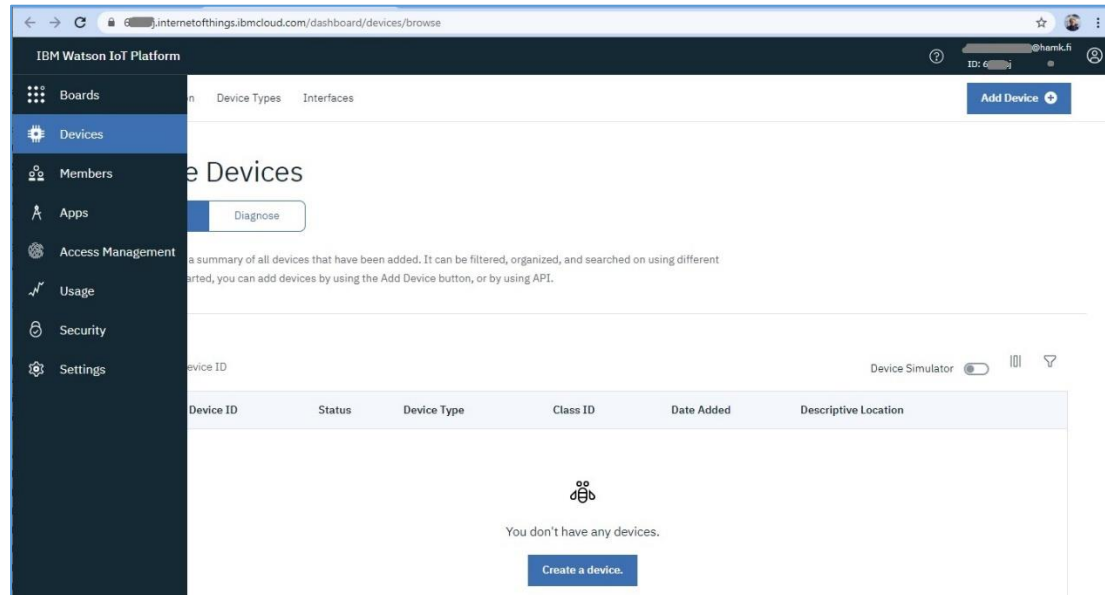 .internetofthings.ibmcloud.com/dashboard/devices/browse
IBM Watson IoT Platform
@hamk.fi
ID: 6 j
Boards
Device Types Interfaces
Add Device
Devices
Members
e Devices
Apps
Diagnose
Access Management
a summary of all devices that have been added. It can be filtered, organized, and searched on using different
arted, you can add devices by using the Add Device button, or by using API.
Usage
Security
Settings
evice ID
Device Simulator
Device ID Status Device Type Class ID Date Added Descriptive Location
You don't have any devices.
Create a device.